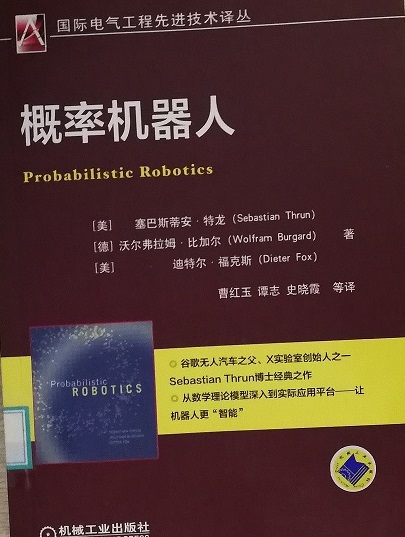 国际电气工程先进技术译丛
概率机器人
Probabilistic Robotics
[美] 塞巴斯蒂安·特龙 (Sebastian Thrun)
[德] 沃尔弗拉姆·比加尔 (Wolfram Burgard) 著
[美] 迪特尔·福克斯 (Dieter Fox)
曹红玉 谭志 史晓霞 等译
Probabilistic
ROBOTICS
谷歌无人汽车之父、X实验室创始人之一
Sebastian Thrun博士经典之作
从数学理论模型深入到实际应用平台——让
机器人更“智能”
机械工业出版社